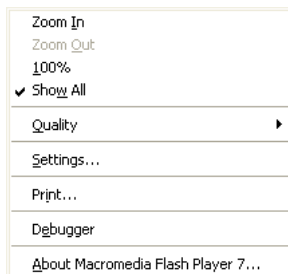 Zoom In
Zoom Out
100%
Show All
Quality
Settings...
Print...
Debugger
About Macromedia Flash Player 7...